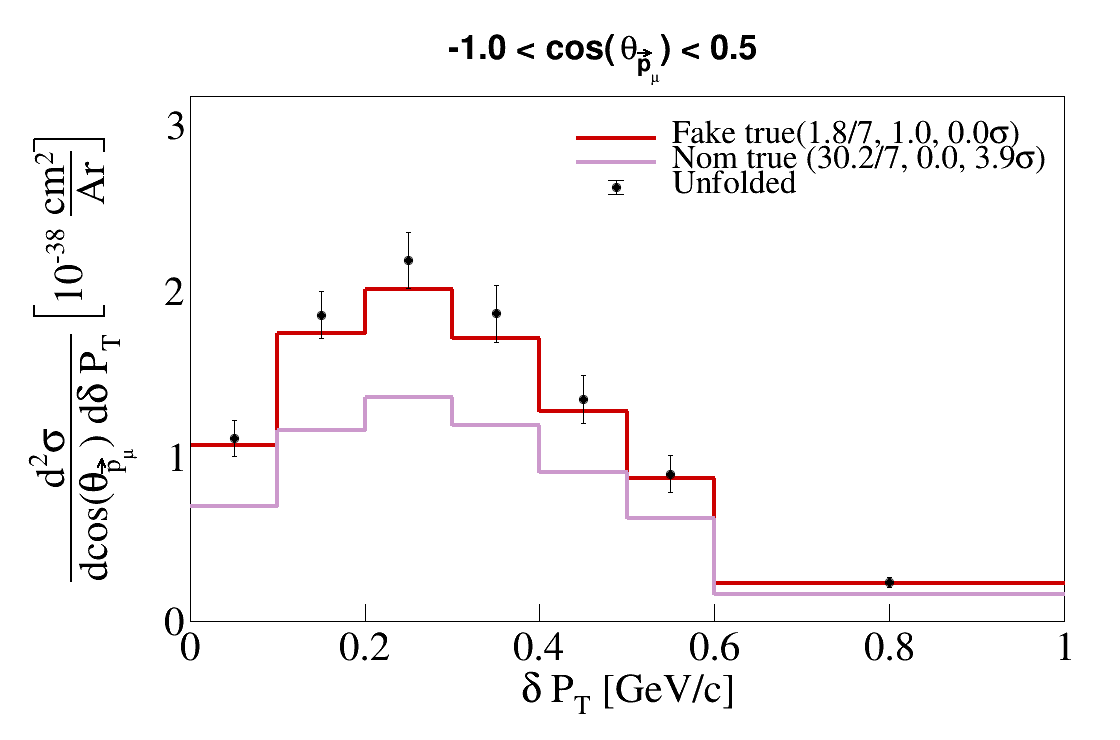 -1.0 < cos(θ_p⃗_μ) < 0.5
3
2
1
0
Fake true(1.8/7, 1.0, 0.0σ)
Nom true (30.2/7, 0.0, 3.9σ)
Unfolded
d²σ
dcos(θ_p⃗_μ) dδ P_T
[10⁻³⁸ cm²/Ar]
0 0.2 0.4 0.6 0.8 1
δ P_T [GeV/c]